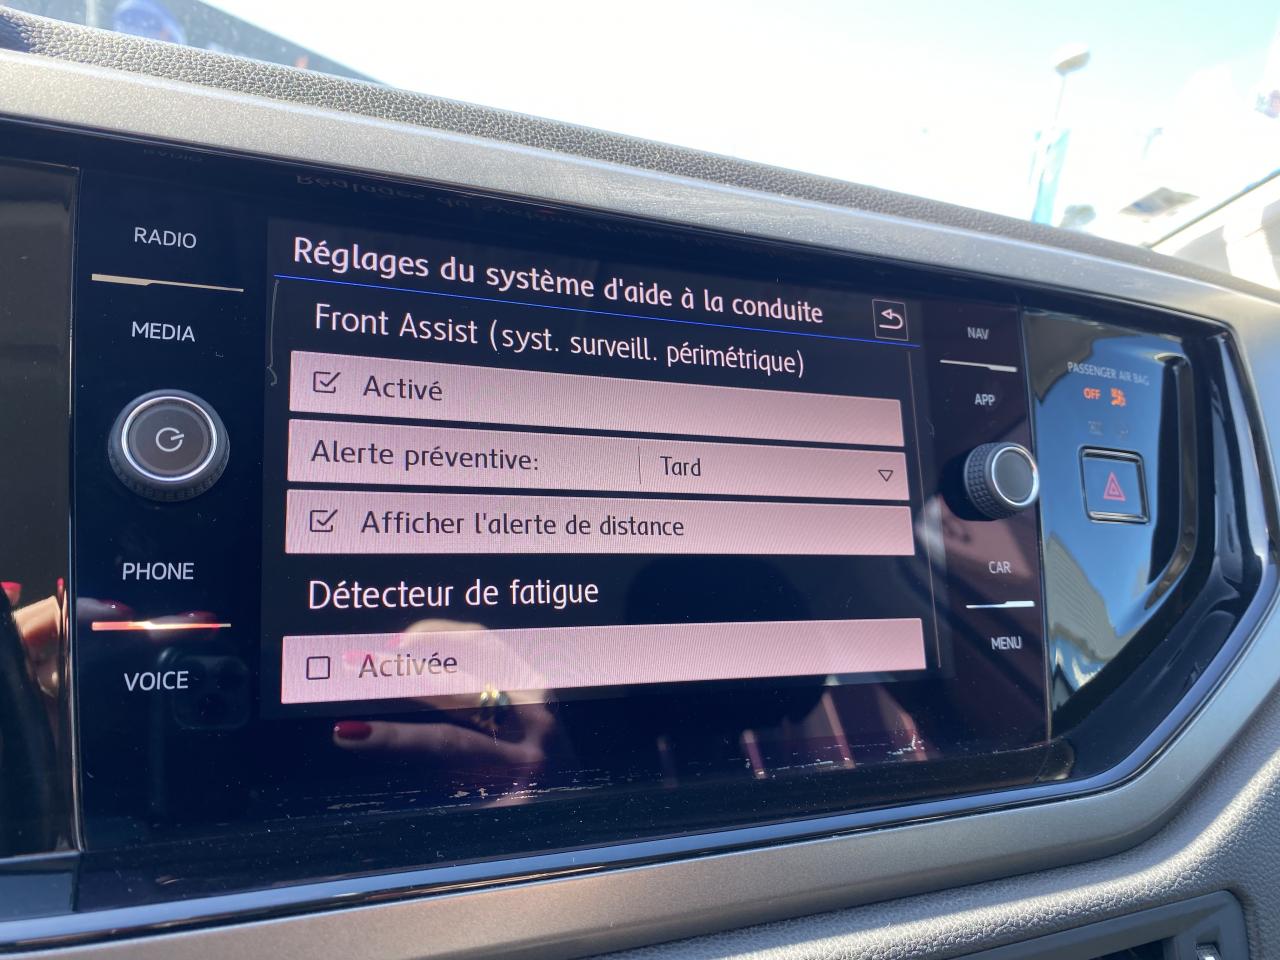 RADIO
MEDIA
PHONE
VOICE
Réglages du système d'aide à la conduite
Front Assist (syst. surveill. périmétrique)
Activé
Alerte préventive: Tard
Afficher l'alerte de distance
Détecteur de fatigue
Activée
NAV
APP
CAR
MENU
PASSENGER AIR BAG
OFF